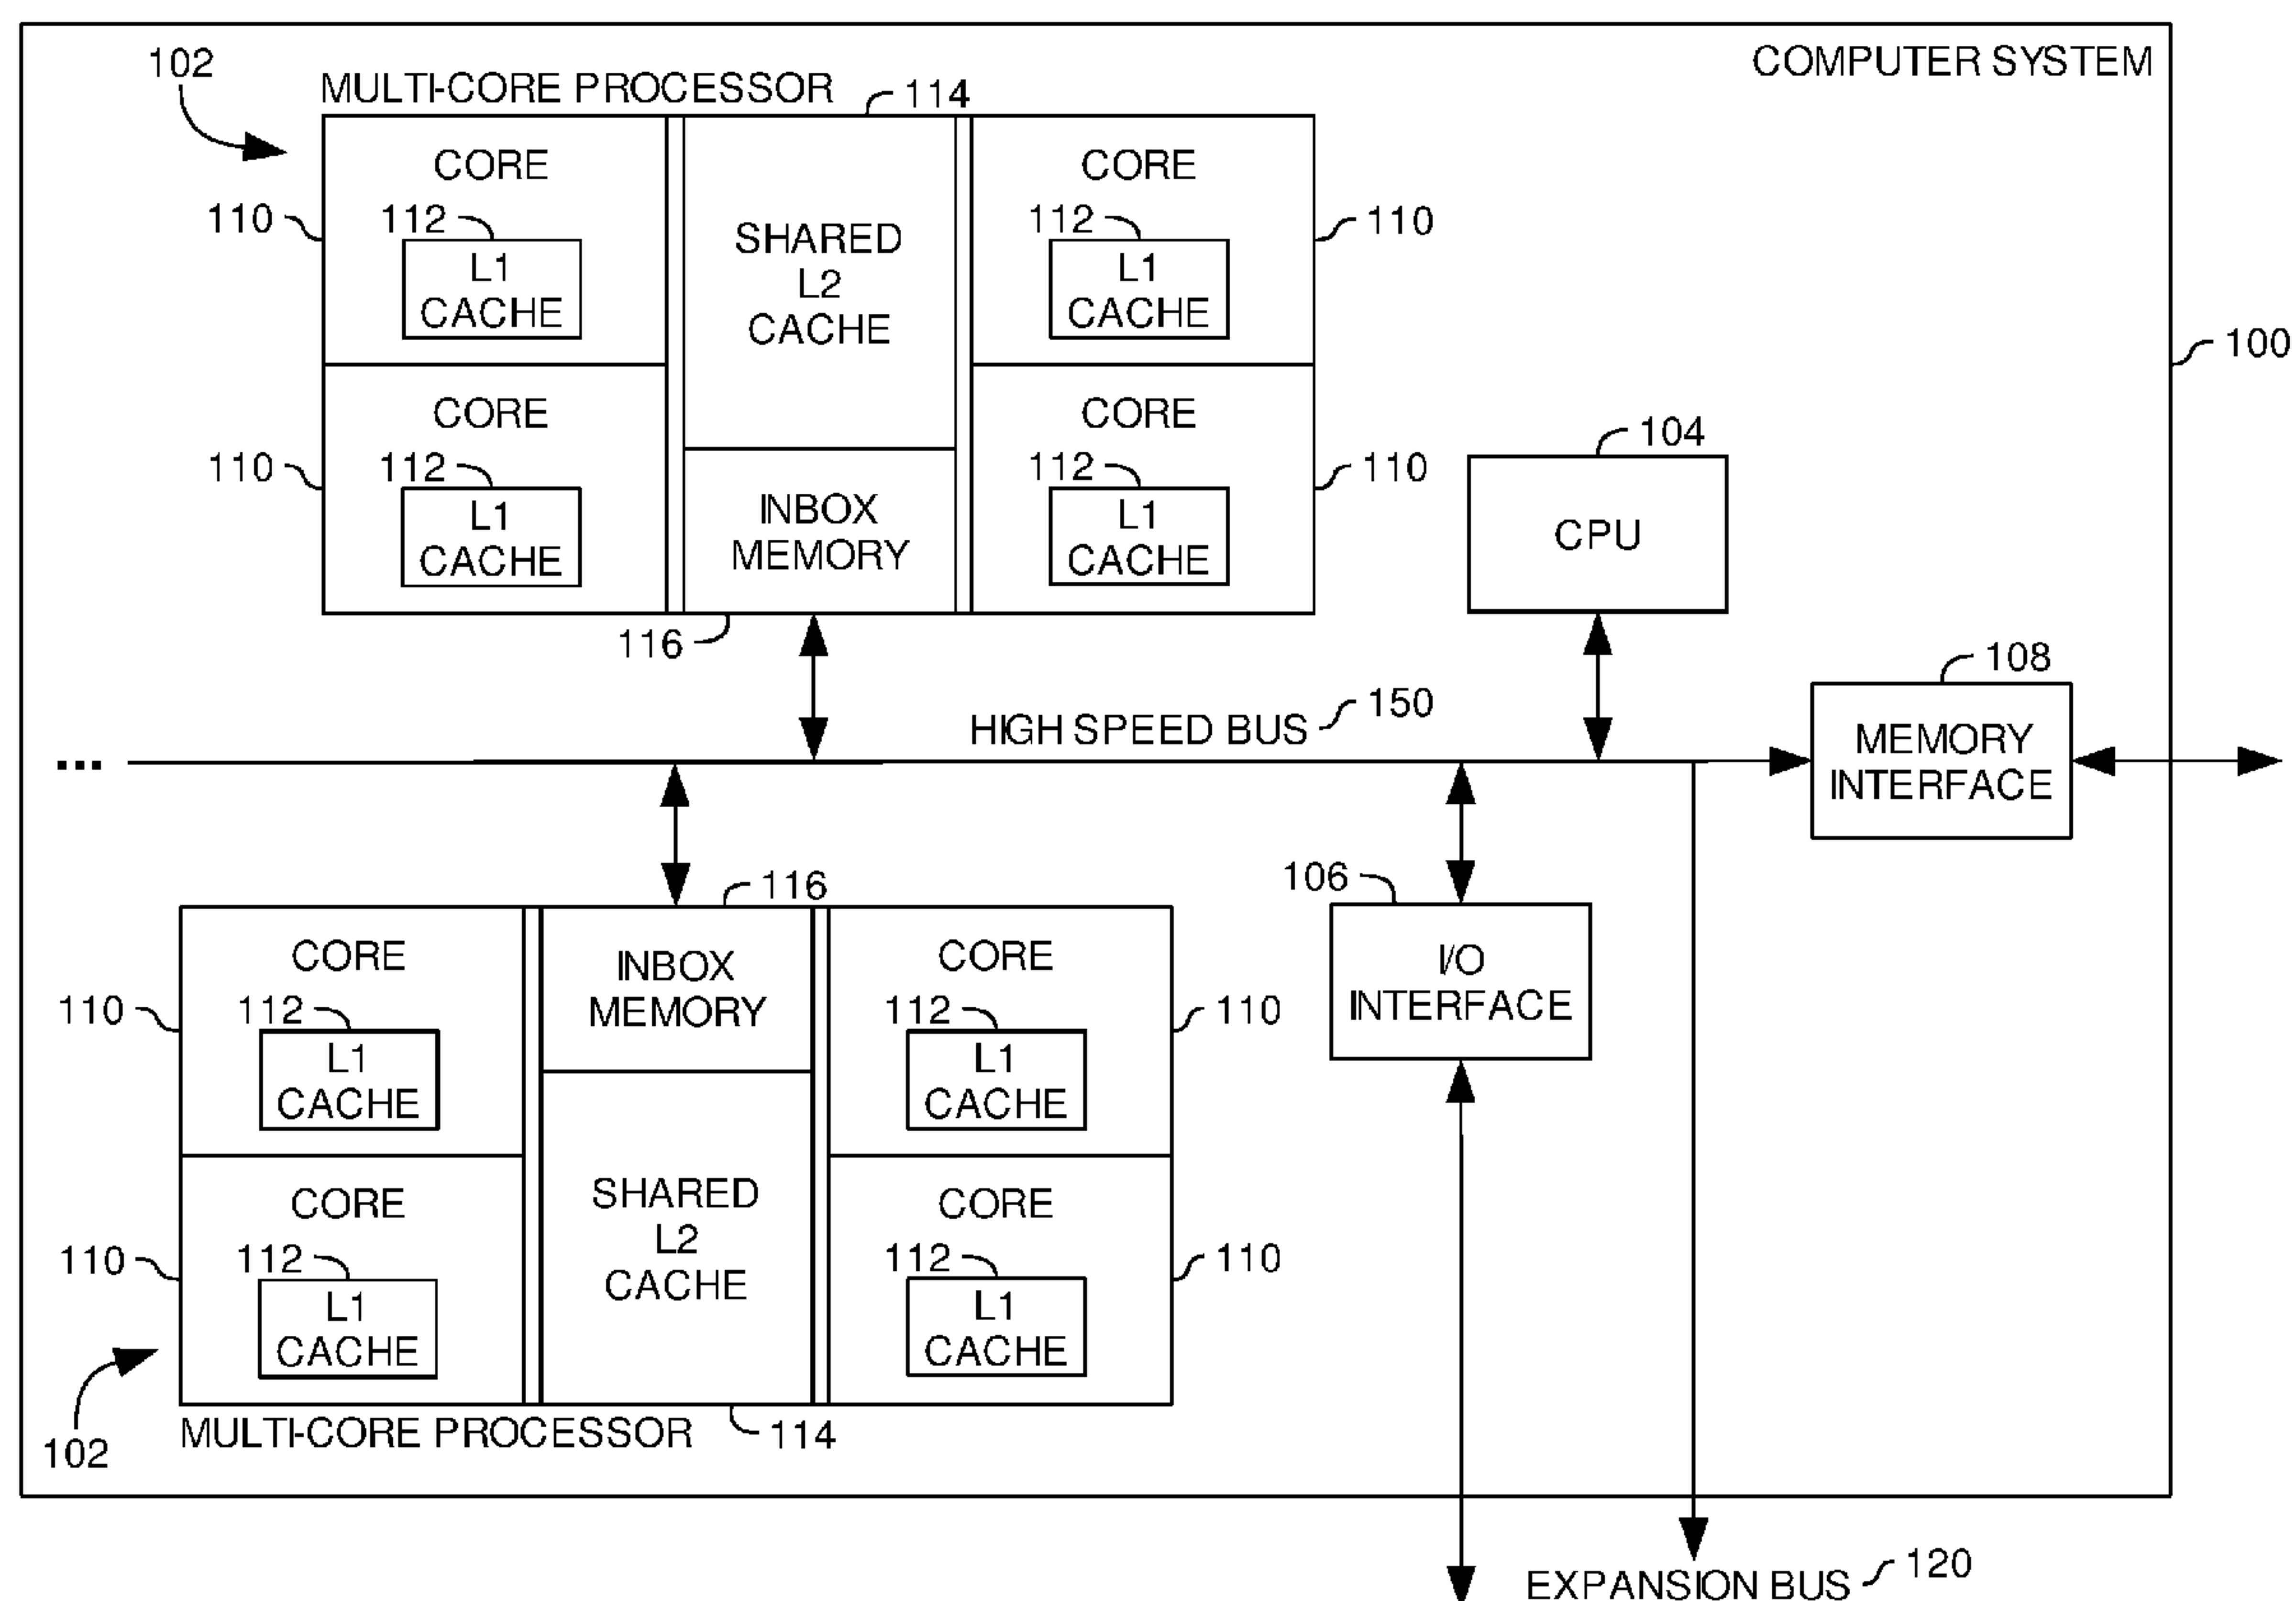 COMPUTER SYSTEM
102
MULTI-CORE PROCESSOR
114
CORE
CORE
110
112
L1
CACHE
SHARED
L2
CACHE
112
L1
CACHE
110
100
CORE
CORE
110
112
L1
CACHE
INBOX
MEMORY
112
L1
CACHE
110
104
CPU
116
108
MEMORY
INTERFACE
HIGH SPEED BUS
150
...
116
106
I/O
INTERFACE
CORE
INBOX
MEMORY
CORE
110
112
L1
CACHE
112
L1
CACHE
110
CORE
SHARED
L2
CACHE
CORE
110
112
L1
CACHE
112
L1
CACHE
110
102
MULTI-CORE PROCESSOR
114
EXPANSION BUS
120